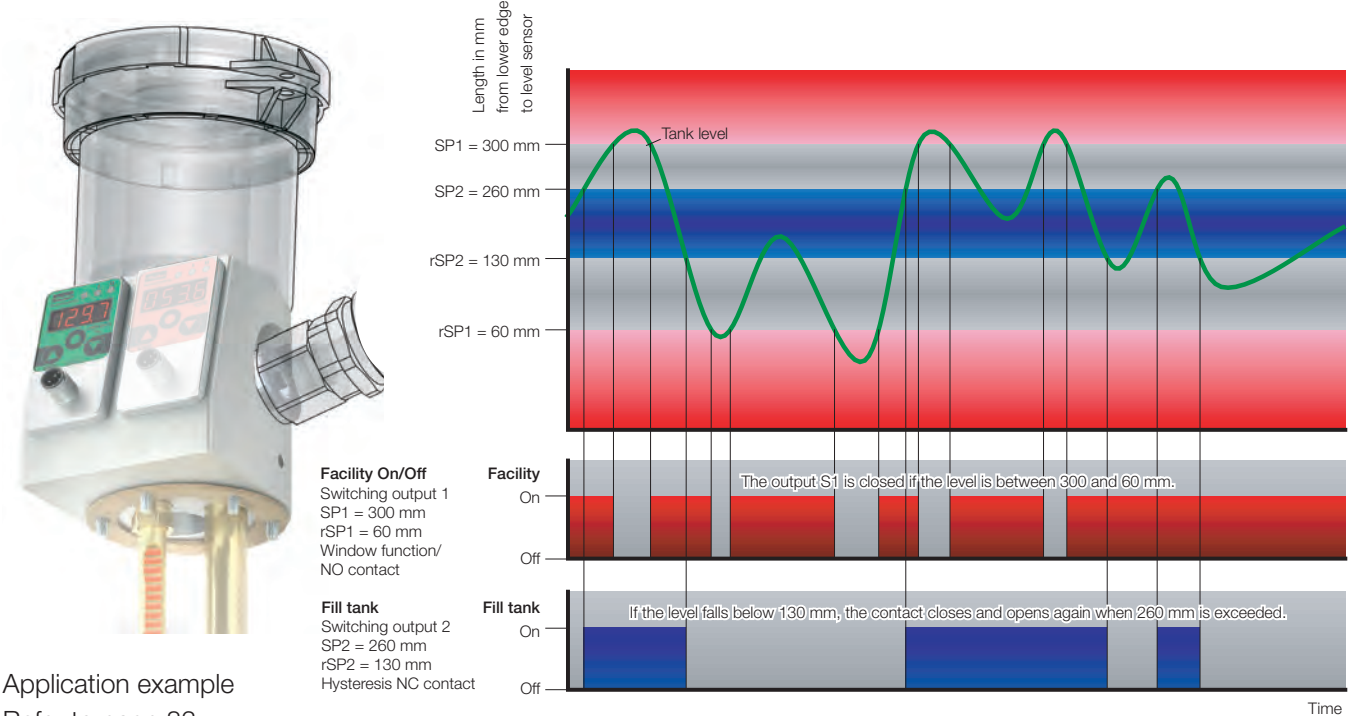 Length in mm
from lower edge
to level sensor
Tank level
SP1 = 300 mm
SP2 = 260 mm
rSP2 = 130 mm
rSP1 = 60 mm
129.7
Facility On/Off
Switching output 1
SP1 = 300 mm
rSP1 = 60 mm
Window function/
NO contact
Facility
On
Off
The output S1 is closed if the level is between 300 and 60 mm.
Fill tank
Switching output 2
SP2 = 260 mm
rSP2 = 130 mm
Hysteresis NC contact
Fill tank
On
Off
If the level falls below 130 mm, the contact closes and opens again when 260 mm is exceeded.
Time
Application example